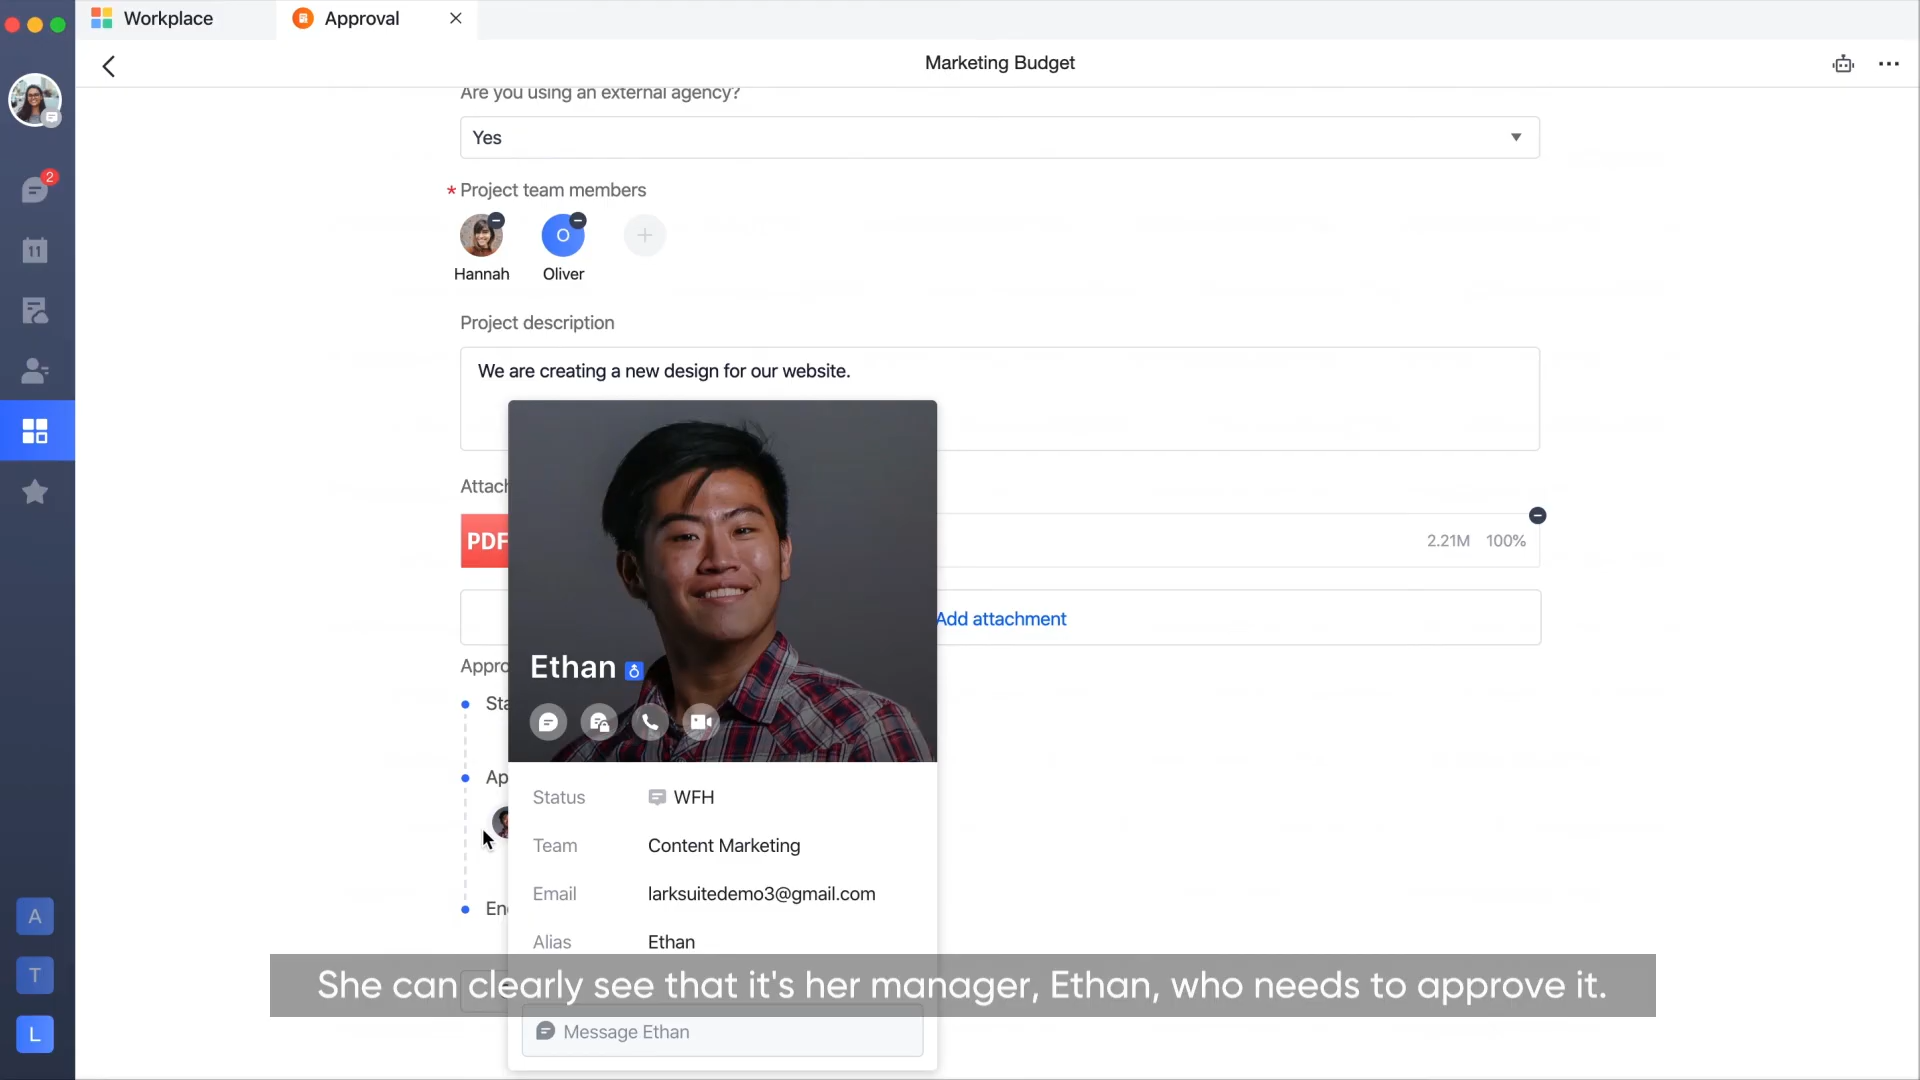 Workplace
Approval
Marketing Budget
Are you using an external agency?
Yes
* Project team members
O
Hannah
Oliver
Project description
We are creating a new design for our website.
Attach
PDF
2.21M 100%
Add attachment
Appro
Ethan
Sta
Ap
Status WFH
Team Content Marketing
Email larksuitedemo3@gmail.com
En
Alias Ethan
She can clearly see that it's her manager, Ethan, who needs to approve it.
Message Ethan
2
11
A
T
L